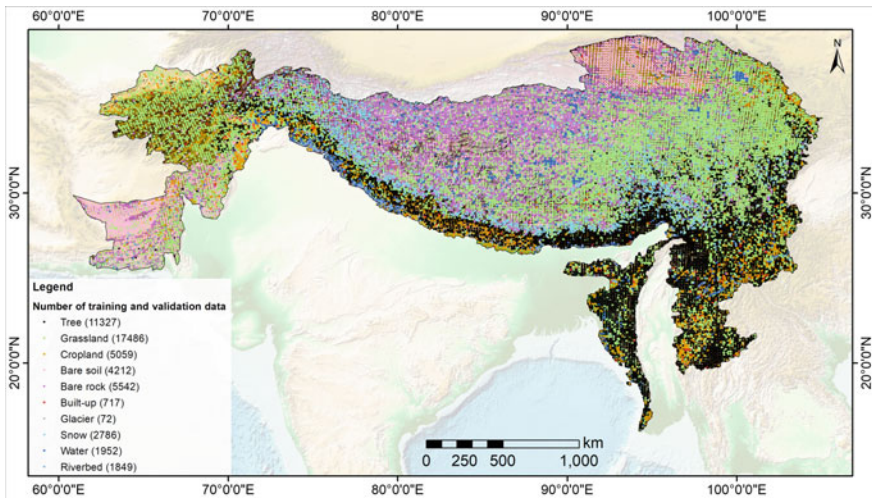 60°0'0"E 70°0'0"E 80°0'0"E 90°0'0"E 100°0'0"E
N
30°0'0"N 30°0'0"N
20°0'0"N 20°0'0"N
Legend
Number of training and validation data
Tree (11327)
Grassland (17486)
Cropland (5059)
Bare soil (4212)
Bare rock (5542)
Built-up (717)
Glacier (72)
Snow (2786)
Water (1952)
Riverbed (1849)
km
0 250 500 1,000
60°0'0"E 70°0'0"E 80°0'0"E 90°0'0"E 100°0'0"E